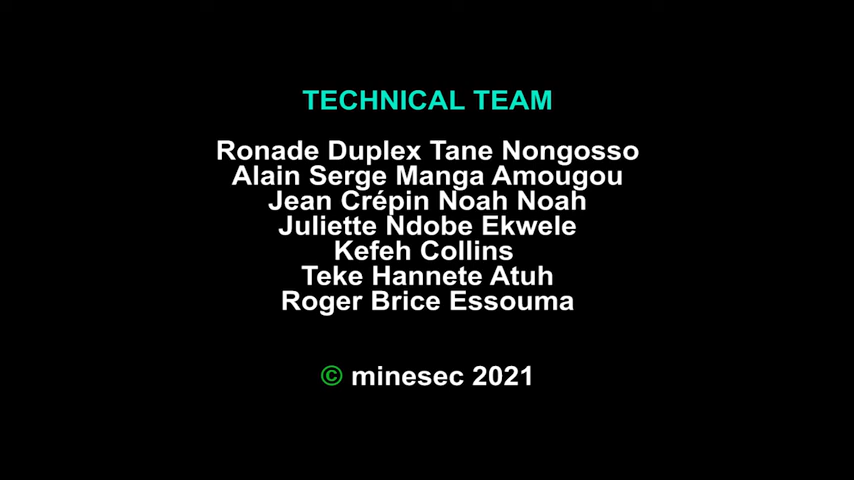 TECHNICAL TEAM
Ronade Duplex Tane Nongosso
Alain Serge Manga Amougou
Jean Crépin Noah Noah
Juliette Ndobe Ekwele
Kefeh Collins
Teke Hannete Atuh
Roger Brice Essouma
© minesec 2021